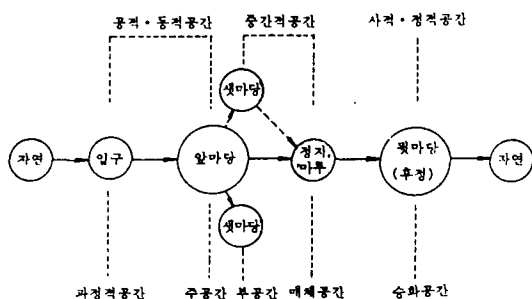 공적·동적공간 중간적공간 사적·정적공간
샛마당
자연 입구 앞마당 정자, 뒷마당 자연
마루 (후정)
샛마당
과정적공간 주공간 부공간 매체공간 승화공간